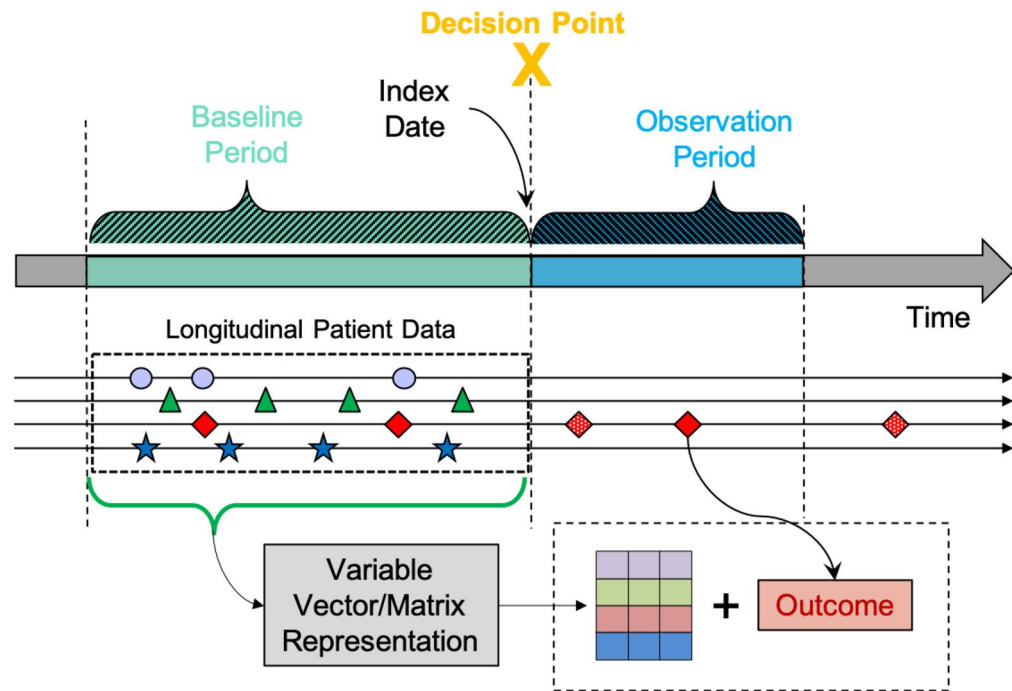 Decision Point
X
Index
Date
Baseline
Period
Observation
Period
Time
Longitudinal Patient Data
Variable
Vector/Matrix
Representation
+
Outcome